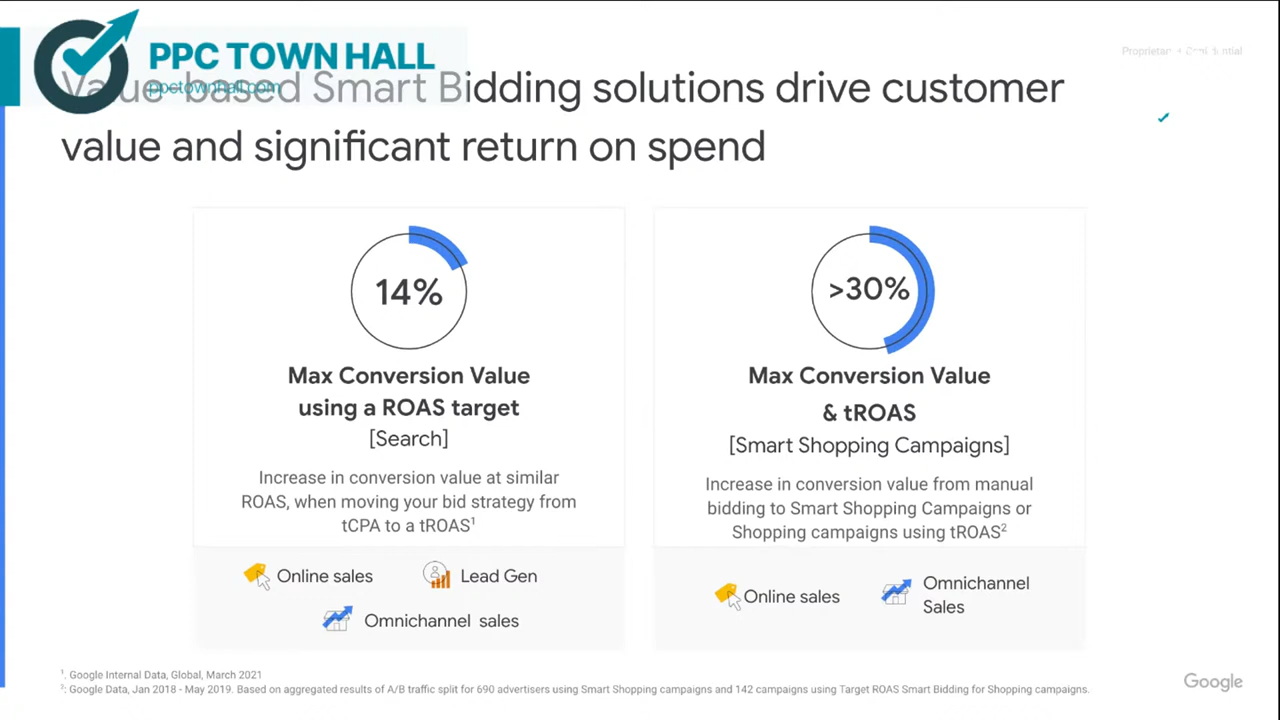 PPC TOWN HALL
ppctownhall.com
Proprietary + Confidential
Value-based Smart Bidding solutions drive customer
value and significant return on spend
14%
Max Conversion Value
using a ROAS target
[Search]
Increase in conversion value at similar
ROAS, when moving your bid strategy from
tCPA to a tROAS¹
Online sales
Lead Gen
Omnichannel sales
>30%
Max Conversion Value
& tROAS
[Smart Shopping Campaigns]
Increase in conversion value from manual
bidding to Smart Shopping Campaigns or
Shopping campaigns using tROAS²
Online sales
Omnichannel
Sales
¹. Google Internal Data, Global, March 2021
²: Google Data, Jan 2018 - May 2019. Based on aggregated results of A/B traffic split for 690 advertisers using Smart Shopping campaigns and 142 campaigns using Target ROAS Smart Bidding for Shopping campaigns.
Google